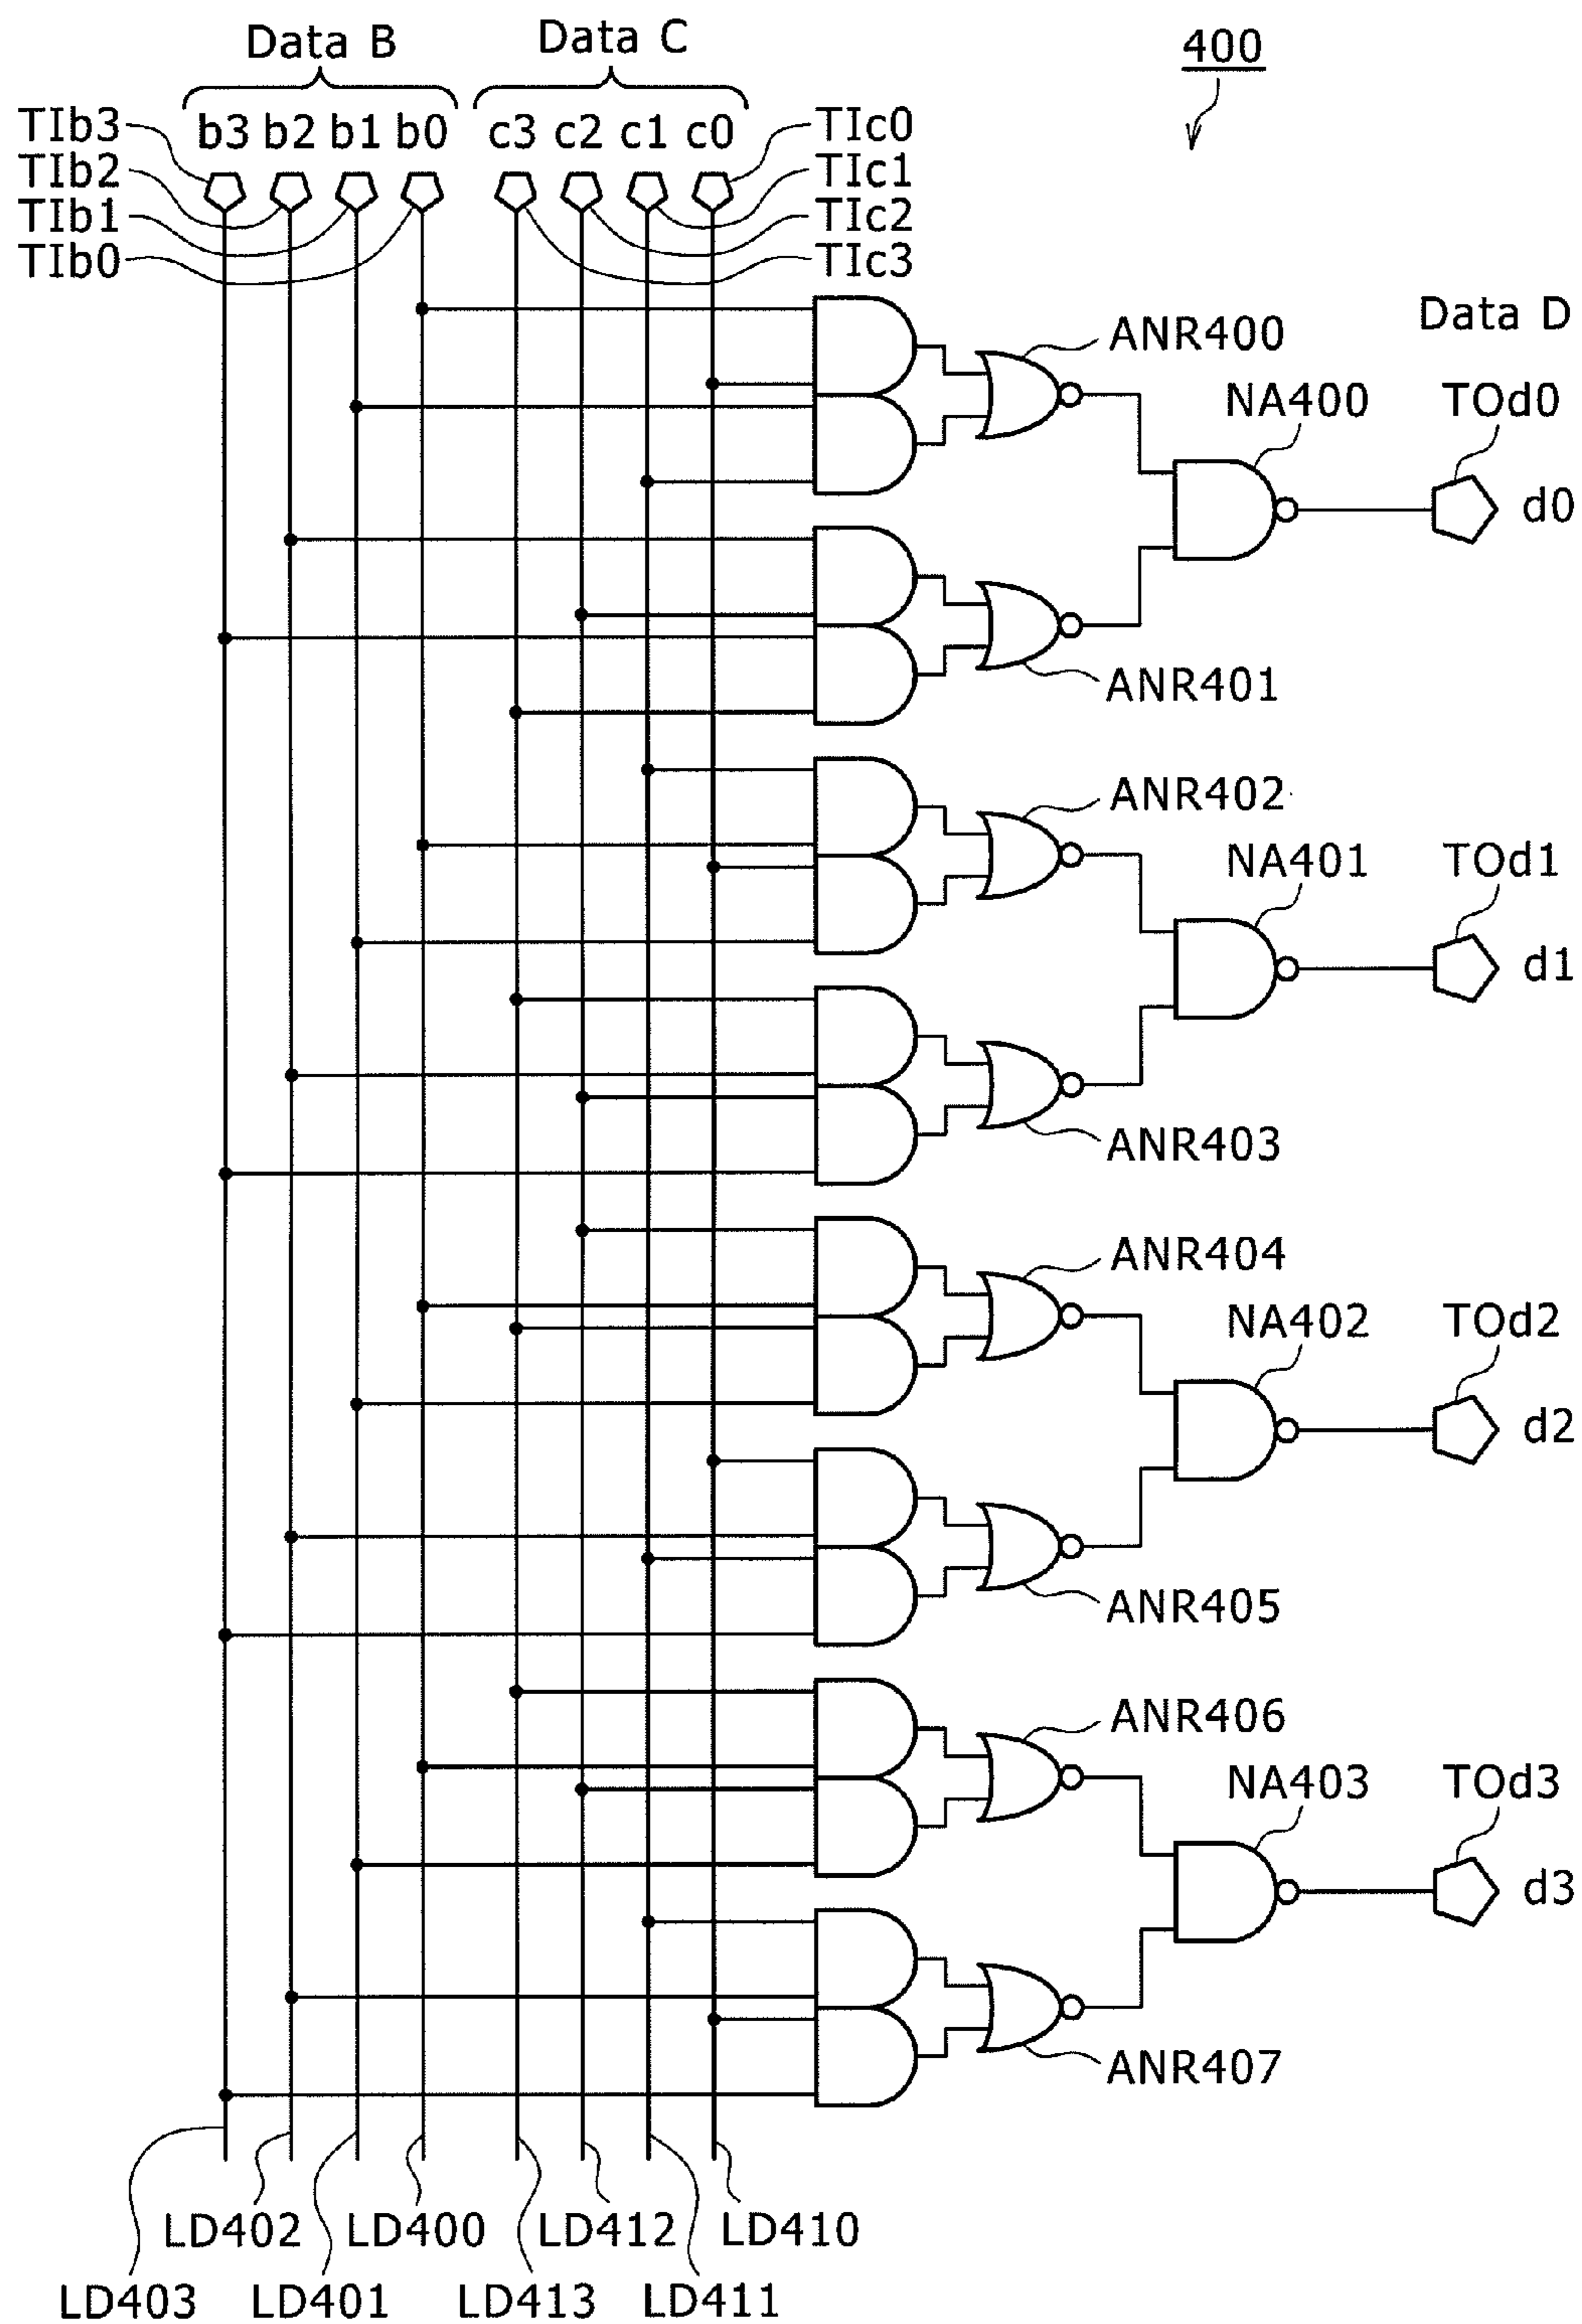 Data B Data C 400
TIb3 b3 b2 b1 b0 c3 c2 c1 c0 TIc0
TIb2 TIc1
TIb1 TIc2
TIb0 TIc3
ANR400 Data D
NA400 TOd0
d0
ANR401
ANR402
NA401 TOd1
d1
ANR403
ANR404
NA402 TOd2
d2
ANR405
ANR406
NA403 TOd3
d3
ANR407
LD402 LD400 LD412 LD410
LD403 LD401 LD413 LD411